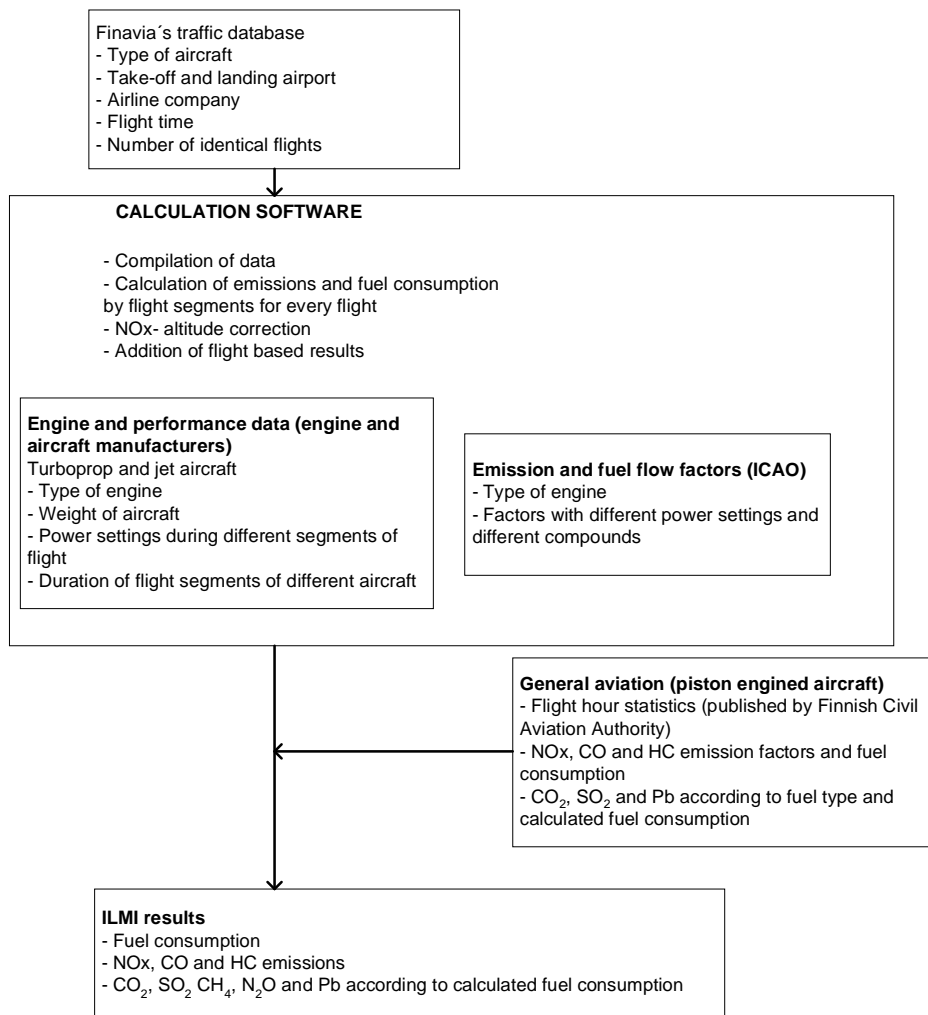 Finavia´s traffic database
- Type of aircraft
- Take-off and landing airport
- Airline company
- Flight time
- Number of identical flights
CALCULATION SOFTWARE
- Compilation of data
- Calculation of emissions and fuel consumption
by flight segments for every flight
- NOx- altitude correction
- Addition of flight based results
Engine and performance data (engine and
aircraft manufacturers)
Turboprop and jet aircraft
- Type of engine
- Weight of aircraft
- Power settings during different segments of
flight
- Duration of flight segments of different aircraft
Emission and fuel flow factors (ICAO)
- Type of engine
- Factors with different power settings and
different compounds
General aviation (piston engined aircraft)
- Flight hour statistics (published by Finnish Civil
Aviation Authority)
- NOx, CO and HC emission factors and fuel
consumption
- CO₂, SO₂ and Pb according to fuel type and
calculated fuel consumption
ILMI results
- Fuel consumption
- NOx, CO and HC emissions
- CO₂, SO₂ CH₄, N₂O and Pb according to calculated fuel consumption